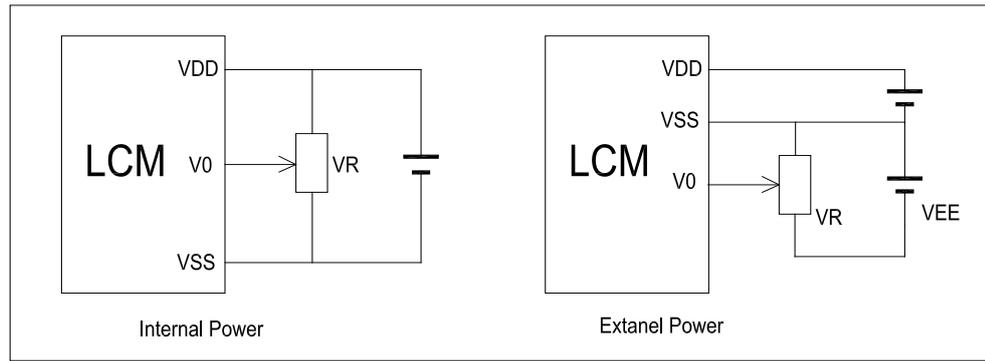 VDD
LCM
V0
VR
VSS
Internal Power
VDD
VSS
LCM
V0
VR
VEE
Extanel Power